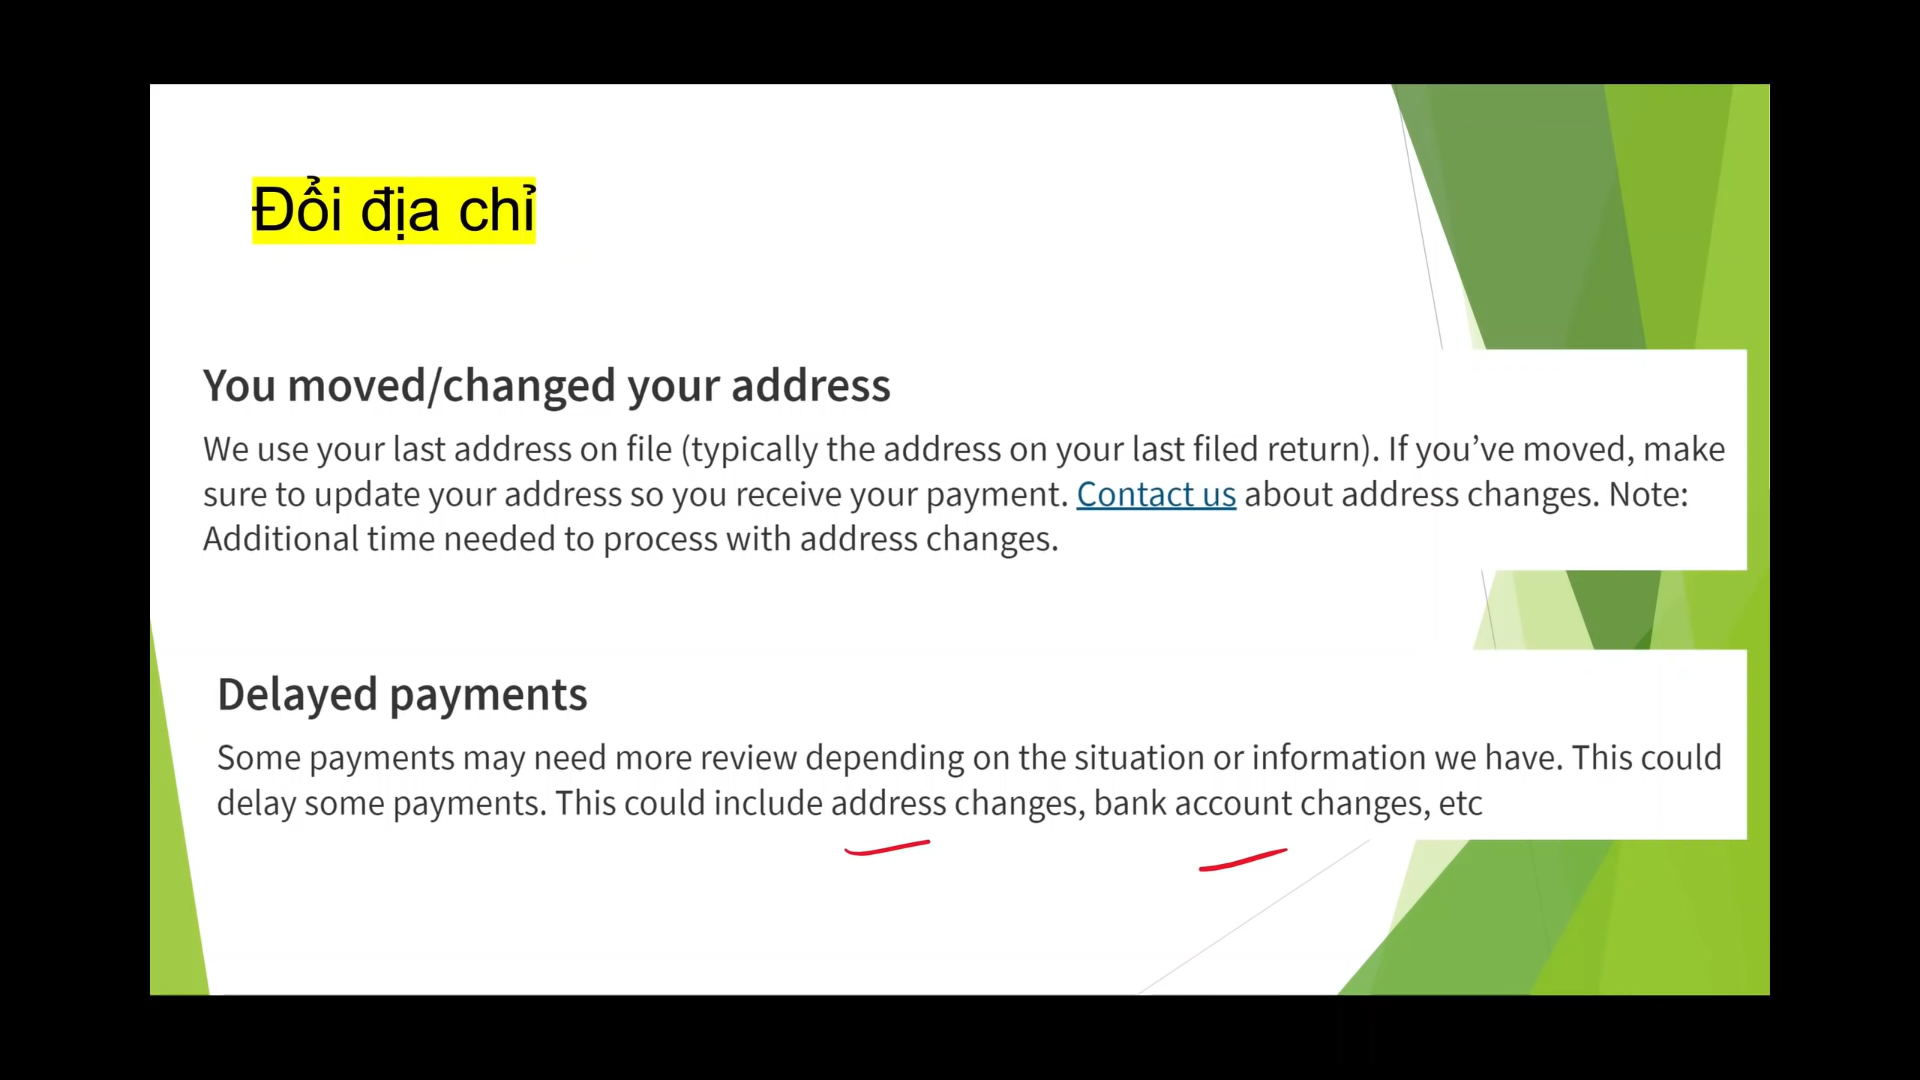 Đổi địa chỉ
You moved/changed your address
We use your last address on file (typically the address on your last filed return). If you’ve moved, make
sure to update your address so you receive your payment. Contact us about address changes. Note:
Additional time needed to process with address changes.
Delayed payments
Some payments may need more review depending on the situation or information we have. This could
delay some payments. This could include address changes, bank account changes, etc